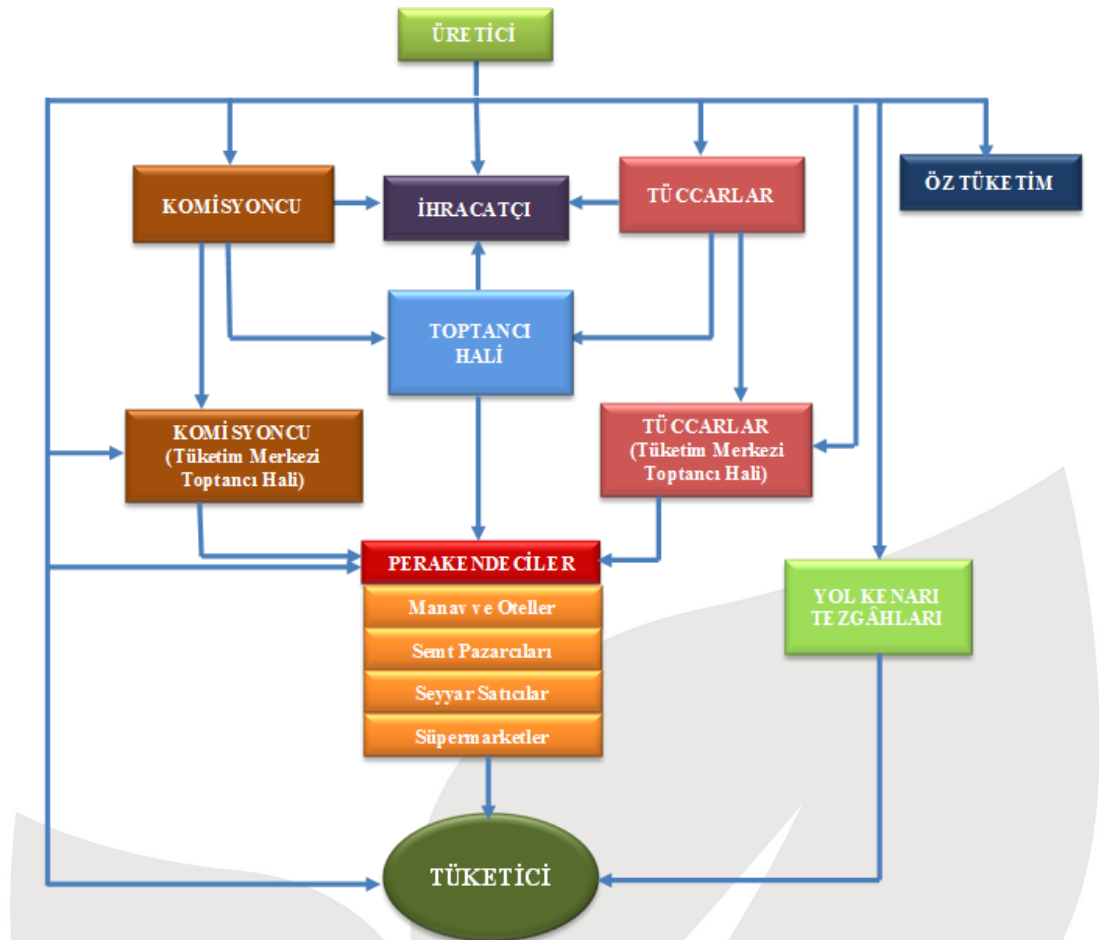 ÜRETİCİ
KOMİSYONCU
İHRACATÇI
TÜCCARLAR
ÖZ TÜKETİM
TOPTANCI
HALİ
KOMİSYONCU
(Tüketim Merkezi
Toptancı Hali)
TÜCCARLAR
(Tüketim Merkezi
Toptancı Hali)
PERAKENDECİLER
Manav ve Oteller
Semt Pazarcıları
Seyyar Satıcılar
Süpermarketler
YOL KENARI
TEZGÂHLARI
TÜKETİCİ